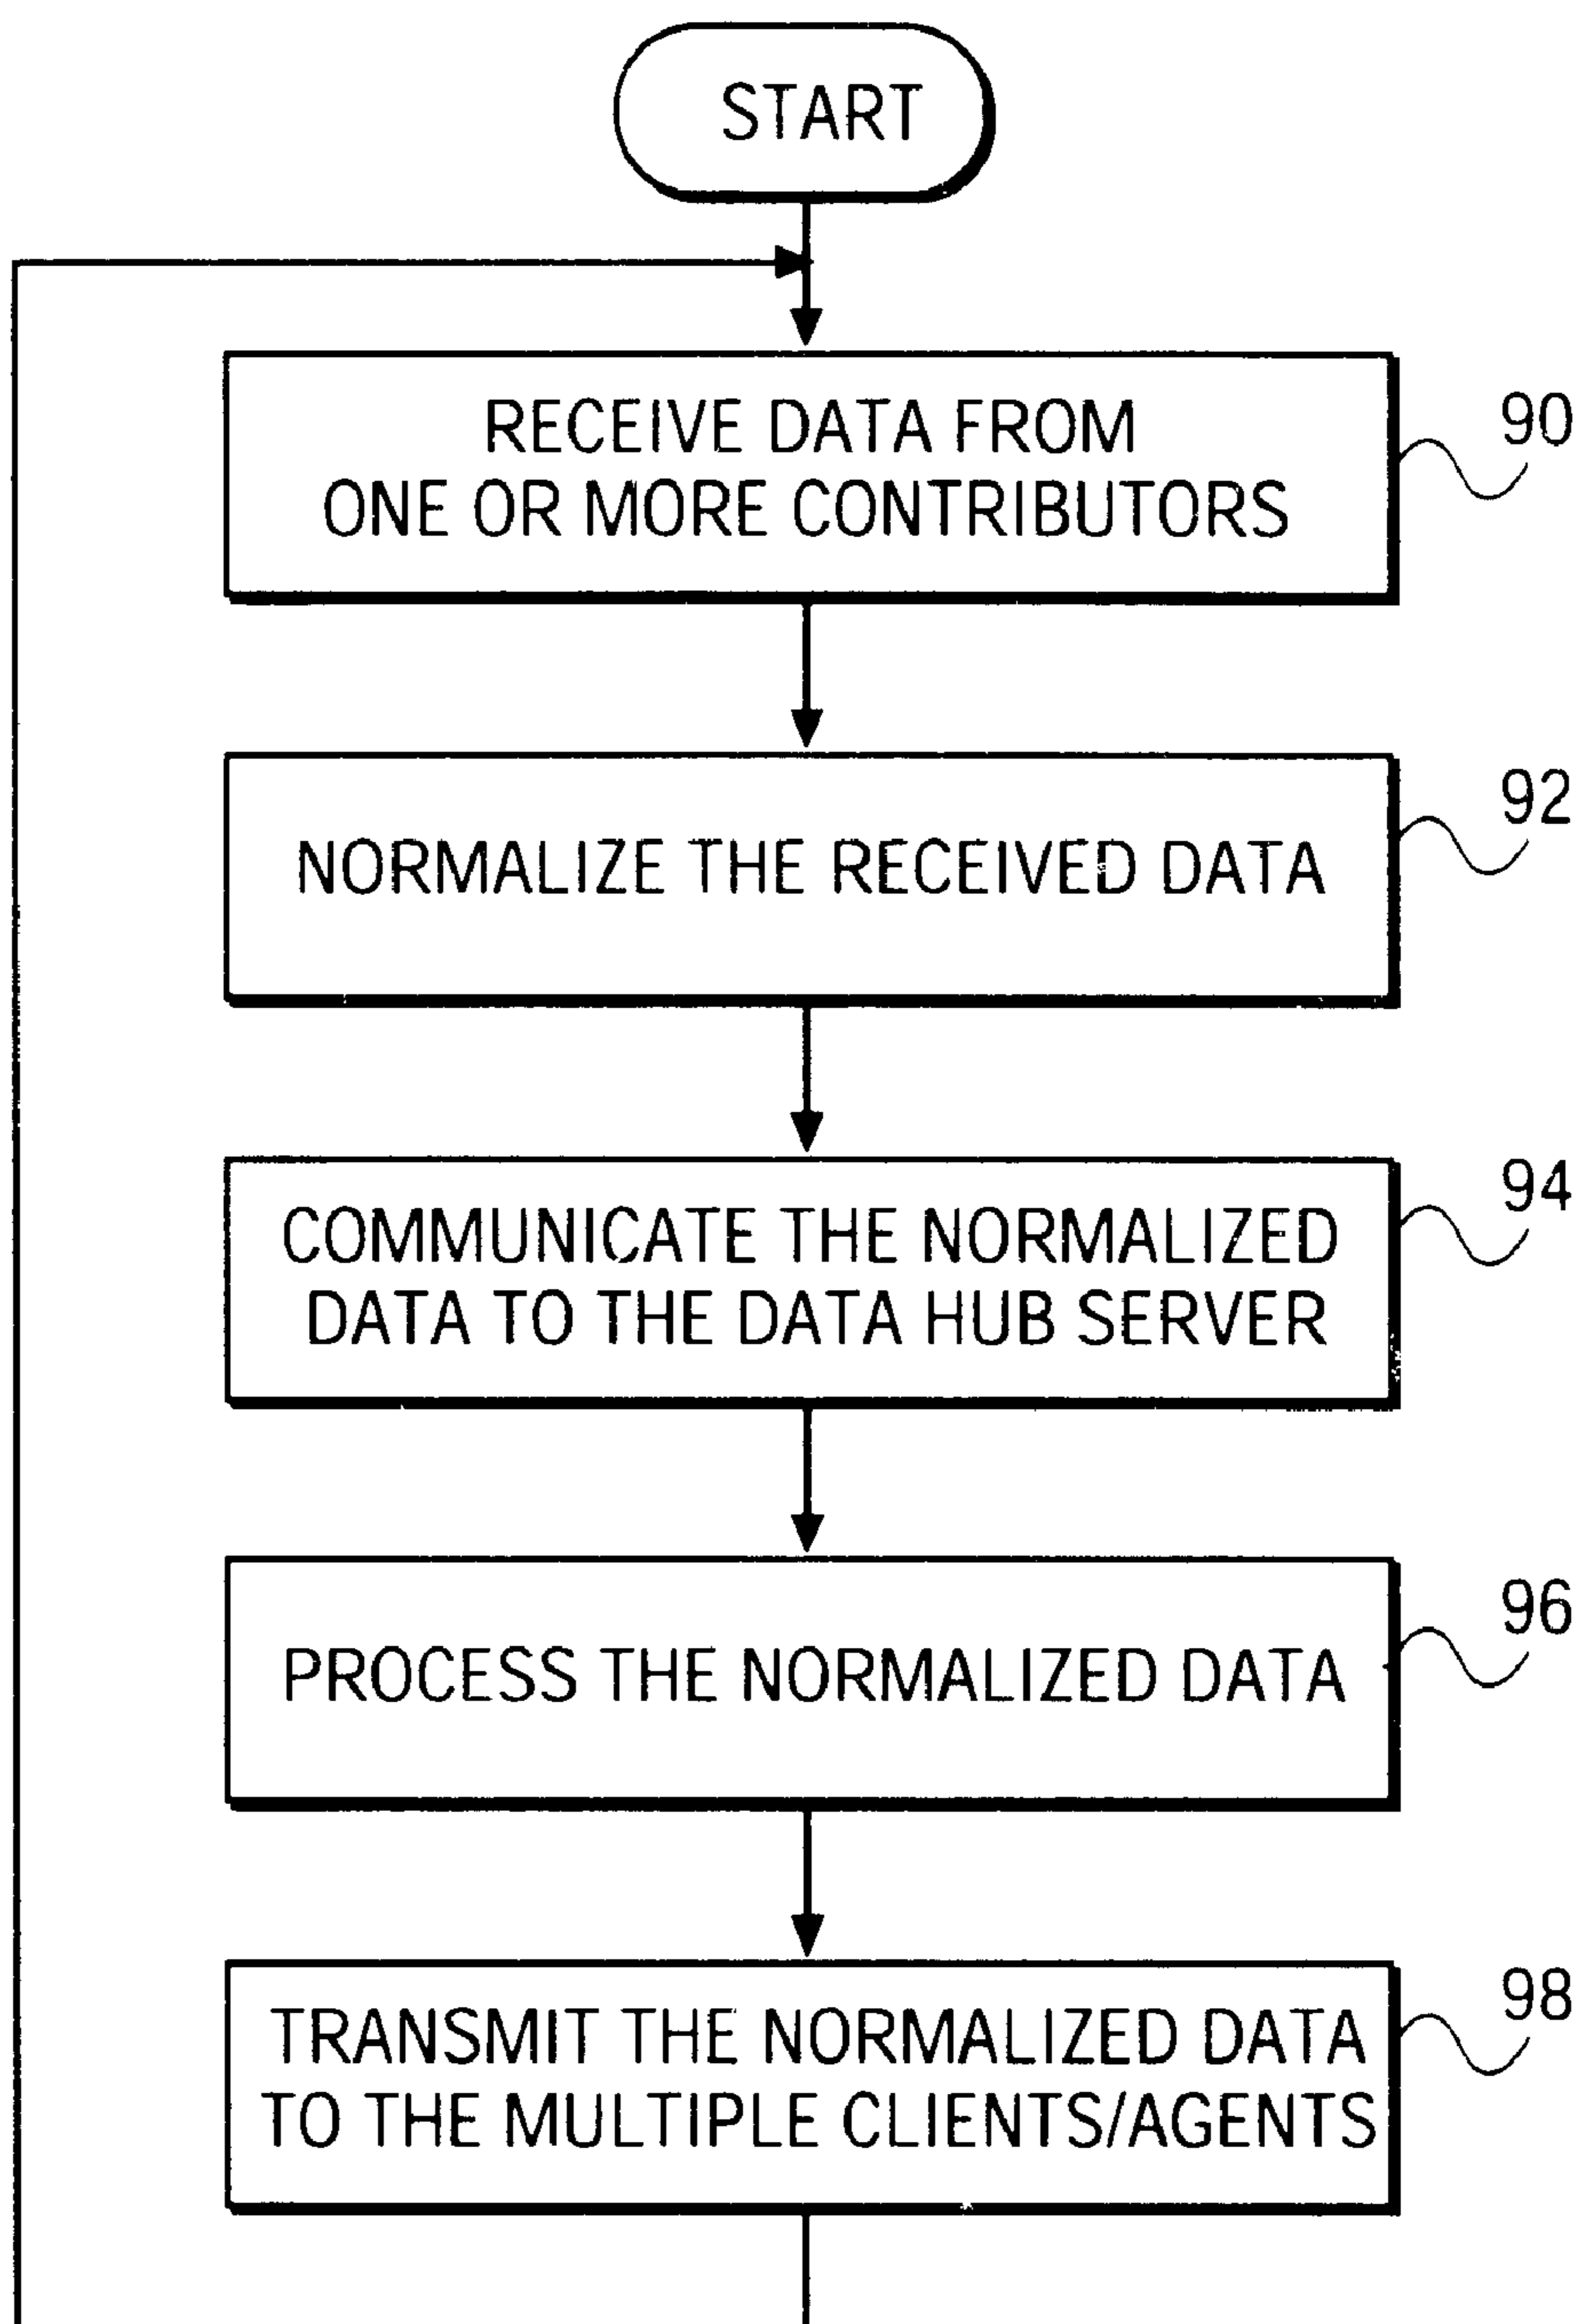 START
RECEIVE DATA FROM
ONE OR MORE CONTRIBUTORS
90
NORMALIZE THE RECEIVED DATA
92
COMMUNICATE THE NORMALIZED
DATA TO THE DATA HUB SERVER
94
PROCESS THE NORMALIZED DATA
96
TRANSMIT THE NORMALIZED DATA
TO THE MULTIPLE CLIENTS/AGENTS
98